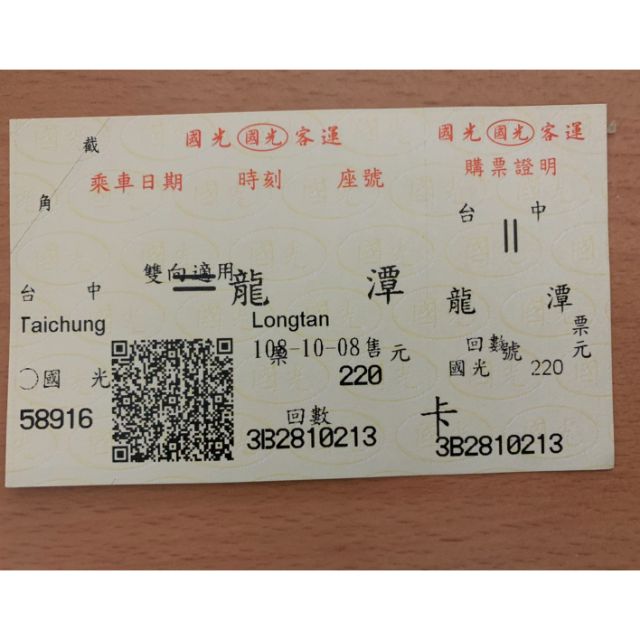 截角
國光 國光 客運
乘車日期 時刻 座號
雙向適用
台中 = 龍潭
Taichung Longtan
108-10-08售
票 元
○國光 220
58916
回數
3B2810213
國光 國光 客運
購票證明
台中
||
龍潭
票
回數號 元
國光 220
卡
3B2810213